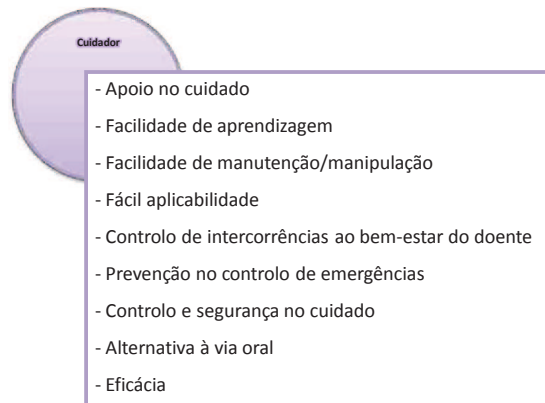 Cuidador
- Apoio no cuidado
- Facilidade de aprendizagem
- Facilidade de manutenção/manipulação
- Fácil aplicabilidade
- Controlo de intercorrências ao bem-estar do doente
- Prevenção no controlo de emergências
- Controlo e segurança no cuidado
- Alternativa à via oral
- Eficácia